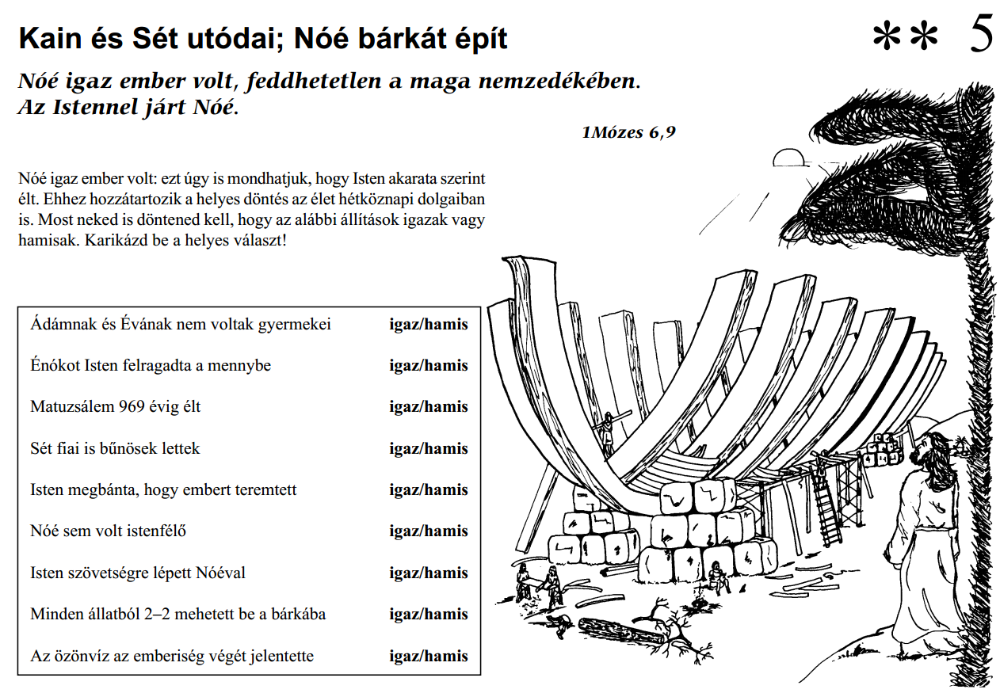 Kain és Sét utódai; Nóé bárkát épít
** 5
Nóé igaz ember volt, feddhetetlen a maga nemzedékében.
Az Istennel járt Nóé.
1Mózes 6,9
Nóé igaz ember volt: ezt úgy is mondhatjuk, hogy Isten akarata szerint
élt. Ehhez hozzátartozik a helyes döntés az élet hétköznapi dolgaiban
is. Most neked is döntened kell, hogy az alábbi állítások igazak vagy
hamisak. Karikázd be a helyes választ!
Ádámnak és Évának nem voltak gyermekei igaz/hamis
Énókot Isten felragadta a mennybe igaz/hamis
Matuzsálem 969 évig élt igaz/hamis
Sét fiai is bűnösek lettek igaz/hamis
Isten megbánta, hogy embert teremtett igaz/hamis
Nóé sem volt istenfélő igaz/hamis
Isten szövetségre lépett Nóéval igaz/hamis
Minden állatból 2–2 mehetett be a bárkába igaz/hamis
Az özönvíz az emberiség végét jelentette igaz/hamis